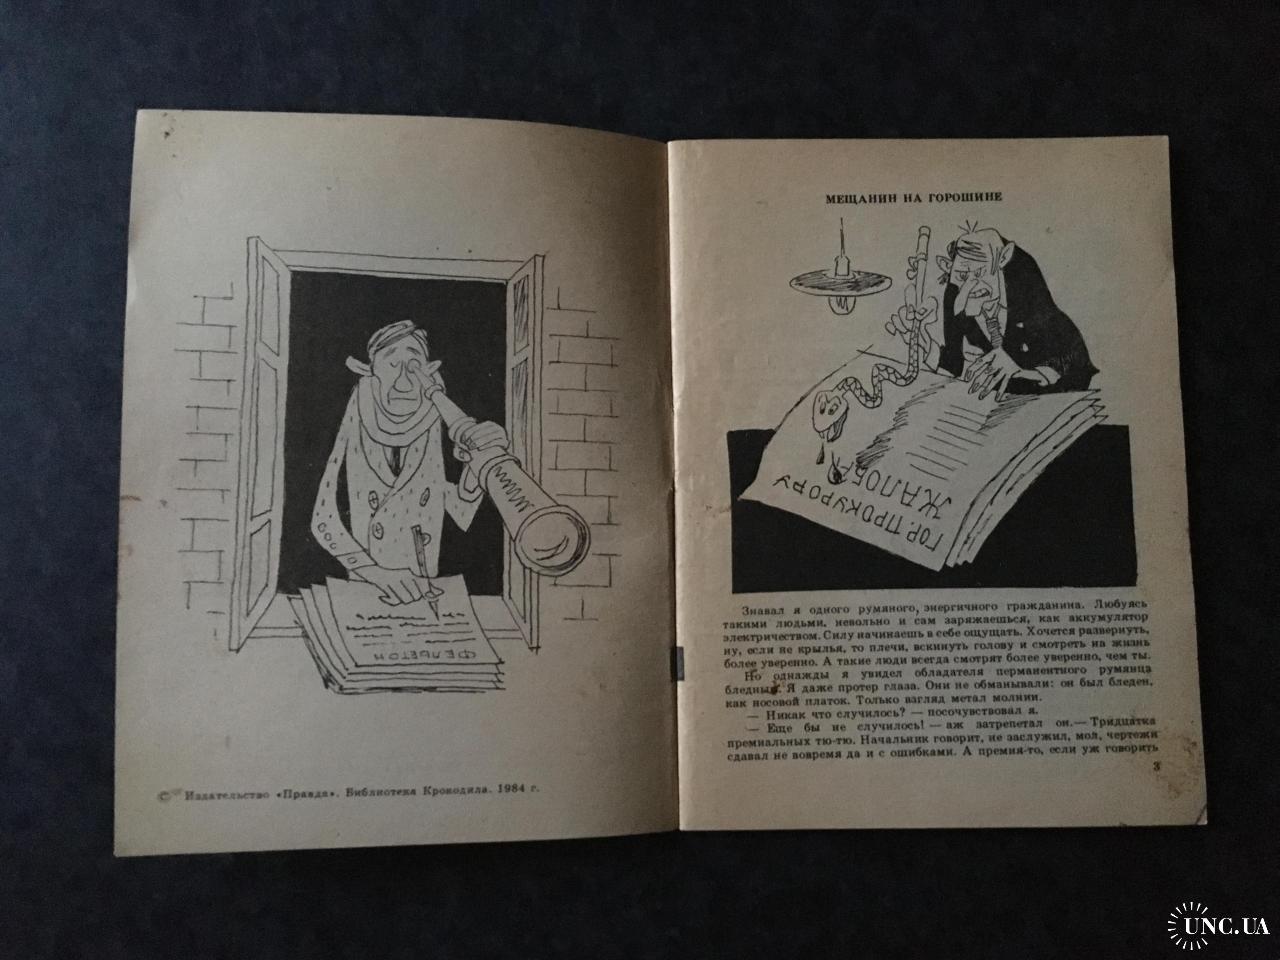 ФЕЛЬЕТОН
© Издательство «Правда». Библиотека Крокодила. 1984 г.
МЕЩАНИН НА ГОРОШИНЕ
ГОР. ПРОКУРОРУ
ЖАЛОБА
Знавал я одного румяного, энергичного гражданина. Любуясь
такими людьми, невольно и сам заряжаешься, как аккумулятор
электричеством. Силу начинаешь в себе ощущать. Хочется развернуть,
ну, если не крылья, то плечи, вскинуть голову и смотреть на жизнь
более уверенно. А такие люди всегда смотрят более уверенно, чем ты.
Но однажды я увидел обладателя перманентного румянца
бледным. Я даже протер глаза. Они не обманывали: он был бледен,
как носовой платок. Только взгляд метал молнии.
— Никак что случилось? — посочувствовал я.
— Еще бы не случилось! — аж затрепетал он.— Тридцатка
премиальных тю-тю. Начальник говорит, не заслужил, мол, чертежи
сдавал не вовремя да и с ошибками. А премия-то, если уж говорить
3
UNC.UA